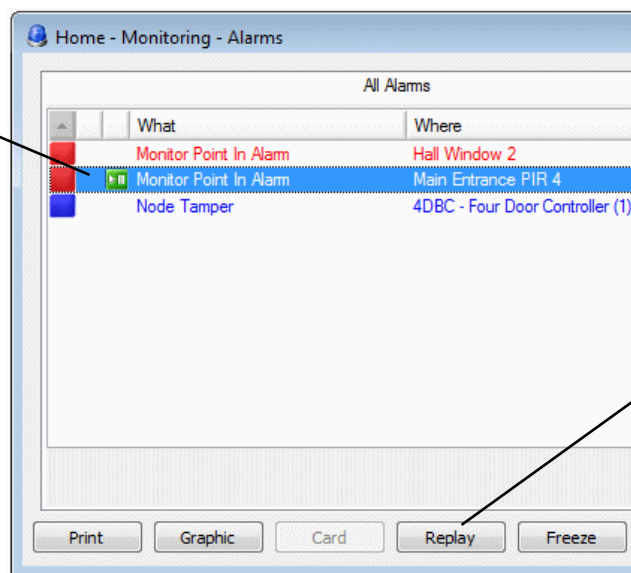 Home - Monitoring - Alarms
All Alarms
What Where
Monitor Point In Alarm Hall Window 2
Monitor Point In Alarm Main Entrance PIR 4
Node Tamper 4DBC - Four Door Controller (1)
Print Graphic Card Replay Freeze